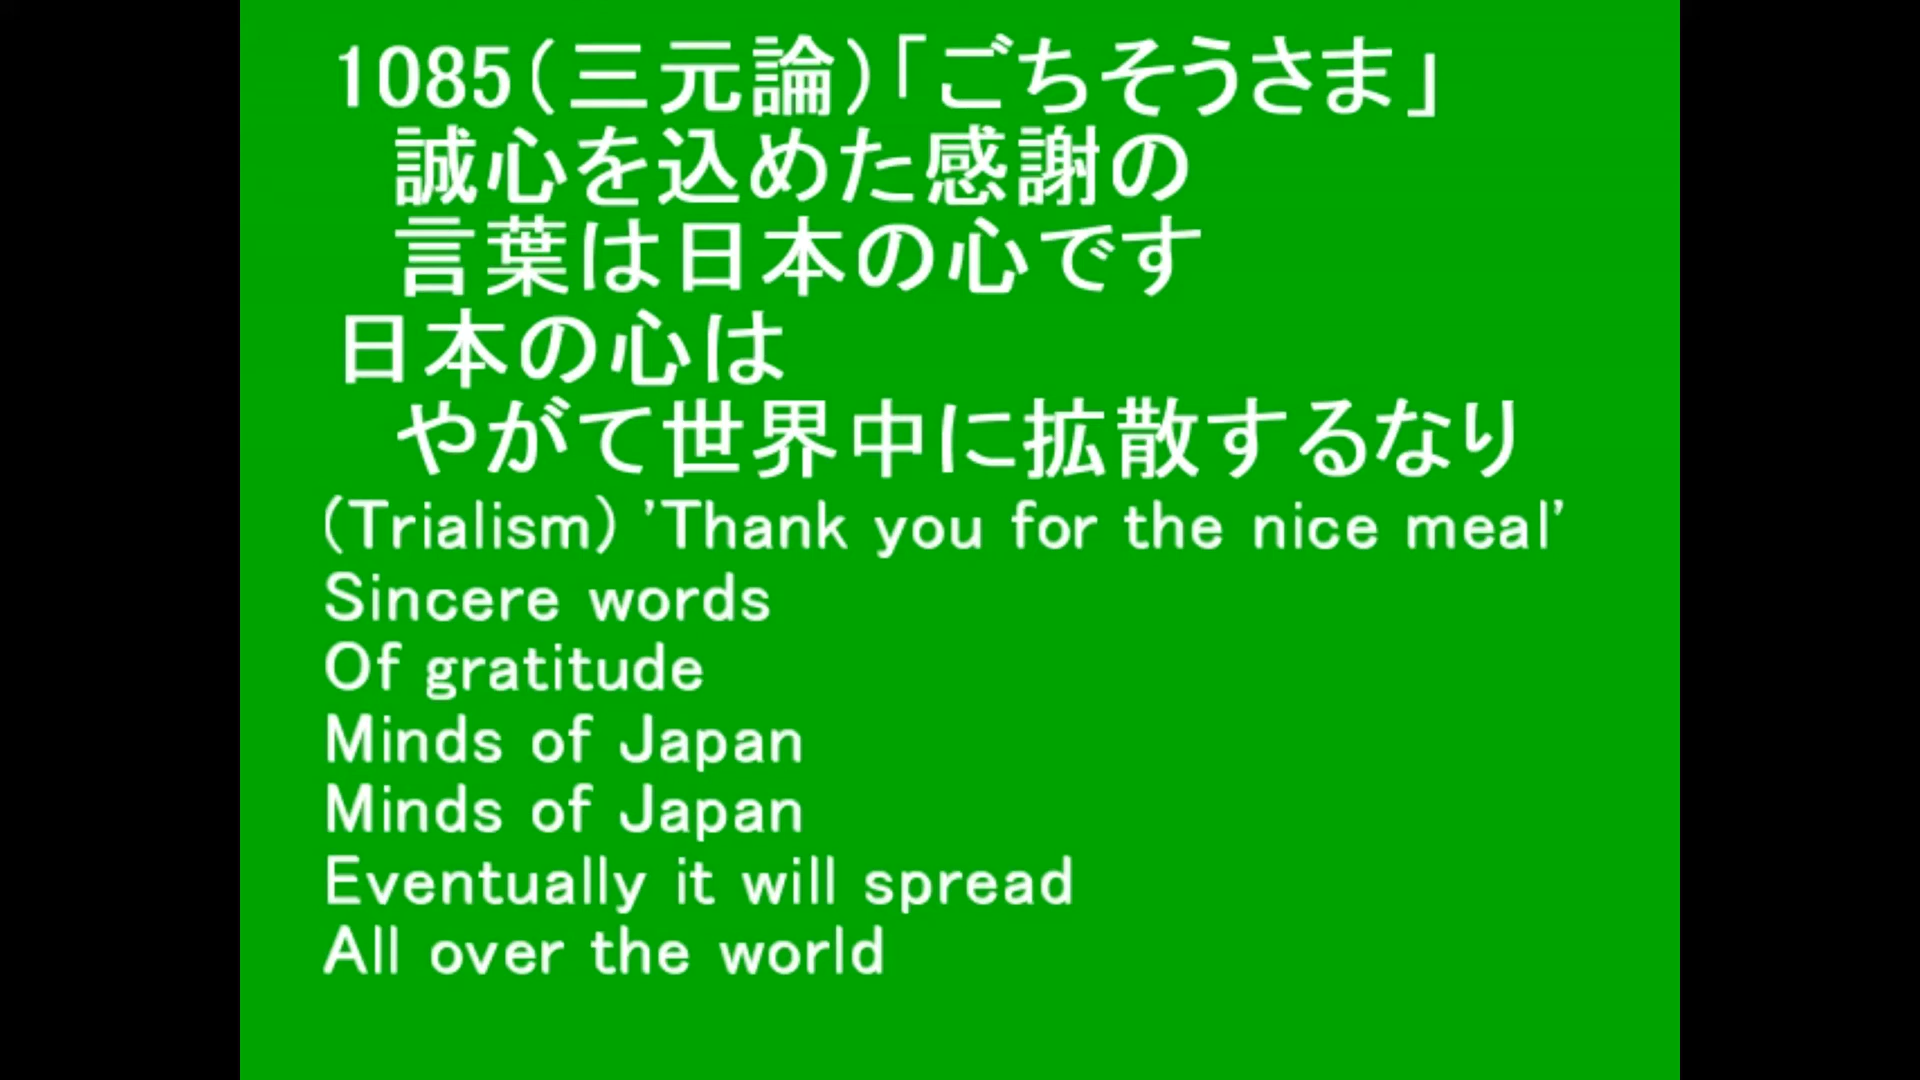 1085(三元論)「ごちそうさま」
誠心を込めた感謝の
言葉は日本の心です
日本の心は
やがて世界中に拡散するなり
(Trialism) 'Thank you for the nice meal'
Sincere words
Of gratitude
Minds of Japan
Minds of Japan
Eventually it will spread
All over the world